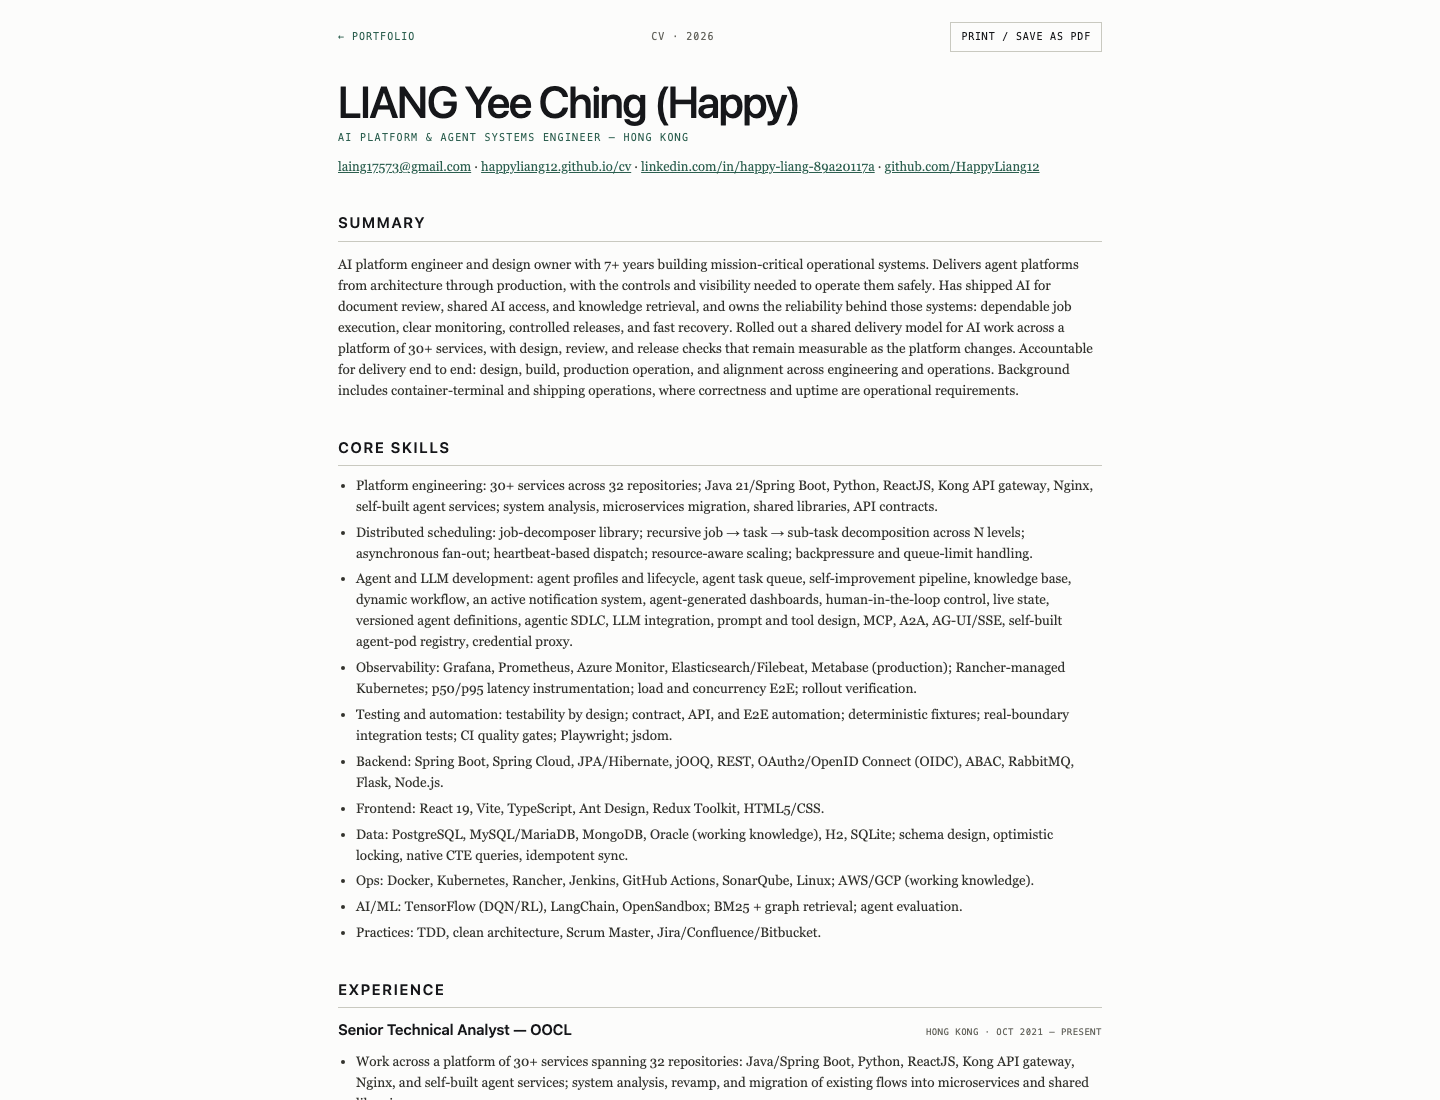 ← PORTFOLIO
CV · 2026
PRINT / SAVE AS PDF
LIANG Yee Ching (Happy)
AI PLATFORM & AGENT SYSTEMS ENGINEER — HONG KONG
laing17573@gmail.com · happyliang12.github.io/cv · linkedin.com/in/happy-liang-89a20117a · github.com/HappyLiang12
SUMMARY
AI platform engineer and design owner with 7+ years building mission-critical operational systems. Delivers agent platforms
from architecture through production, with the controls and visibility needed to operate them safely. Has shipped AI for
document review, shared AI access, and knowledge retrieval, and owns the reliability behind those systems: dependable job
execution, clear monitoring, controlled releases, and fast recovery. Rolled out a shared delivery model for AI work across a
platform of 30+ services, with design, review, and release checks that remain measurable as the platform changes. Accountable
for delivery end to end: design, build, production operation, and alignment across engineering and operations. Background
includes container-terminal and shipping operations, where correctness and uptime are operational requirements.
CORE SKILLS
• Platform engineering: 30+ services across 32 repositories; Java 21/Spring Boot, Python, ReactJS, Kong API gateway, Nginx,
self-built agent services; system analysis, microservices migration, shared libraries, API contracts.
• Distributed scheduling: job-decomposer library; recursive job → task → sub-task decomposition across N levels;
asynchronous fan-out; heartbeat-based dispatch; resource-aware scaling; backpressure and queue-limit handling.
• Agent and LLM development: agent profiles and lifecycle, agent task queue, self-improvement pipeline, knowledge base,
dynamic workflow, an active notification system, agent-generated dashboards, human-in-the-loop control, live state,
versioned agent definitions, agentic SDLC, LLM integration, prompt and tool design, MCP, A2A, AG-UI/SSE, self-built
agent-pod registry, credential proxy.
• Observability: Grafana, Prometheus, Azure Monitor, Elasticsearch/Filebeat, Metabase (production); Rancher-managed
Kubernetes; p50/p95 latency instrumentation; load and concurrency E2E; rollout verification.
• Testing and automation: testability by design; contract, API, and E2E automation; deterministic fixtures; real-boundary
integration tests; CI quality gates; Playwright; jsdom.
• Backend: Spring Boot, Spring Cloud, JPA/Hibernate, jOOQ, REST, OAuth2/OpenID Connect (OIDC), ABAC, RabbitMQ,
Flask, Node.js.
• Frontend: React 19, Vite, TypeScript, Ant Design, Redux Toolkit, HTML5/CSS.
• Data: PostgreSQL, MySQL/MariaDB, MongoDB, Oracle (working knowledge), H2, SQLite; schema design, optimistic
locking, native CTE queries, idempotent sync.
• Ops: Docker, Kubernetes, Rancher, Jenkins, GitHub Actions, SonarQube, Linux; AWS/GCP (working knowledge).
• AI/ML: TensorFlow (DQN/RL), LangChain, OpenSandbox; BM25 + graph retrieval; agent evaluation.
• Practices: TDD, clean architecture, Scrum Master, Jira/Confluence/Bitbucket.
EXPERIENCE
Senior Technical Analyst — OOCL
HONG KONG · OCT 2021 — PRESENT
• Work across a platform of 30+ services spanning 32 repositories: Java/Spring Boot, Python, ReactJS, Kong API gateway,
Nginx, and self-built agent services; system analysis, revamp, and migration of existing flows into microservices and shared